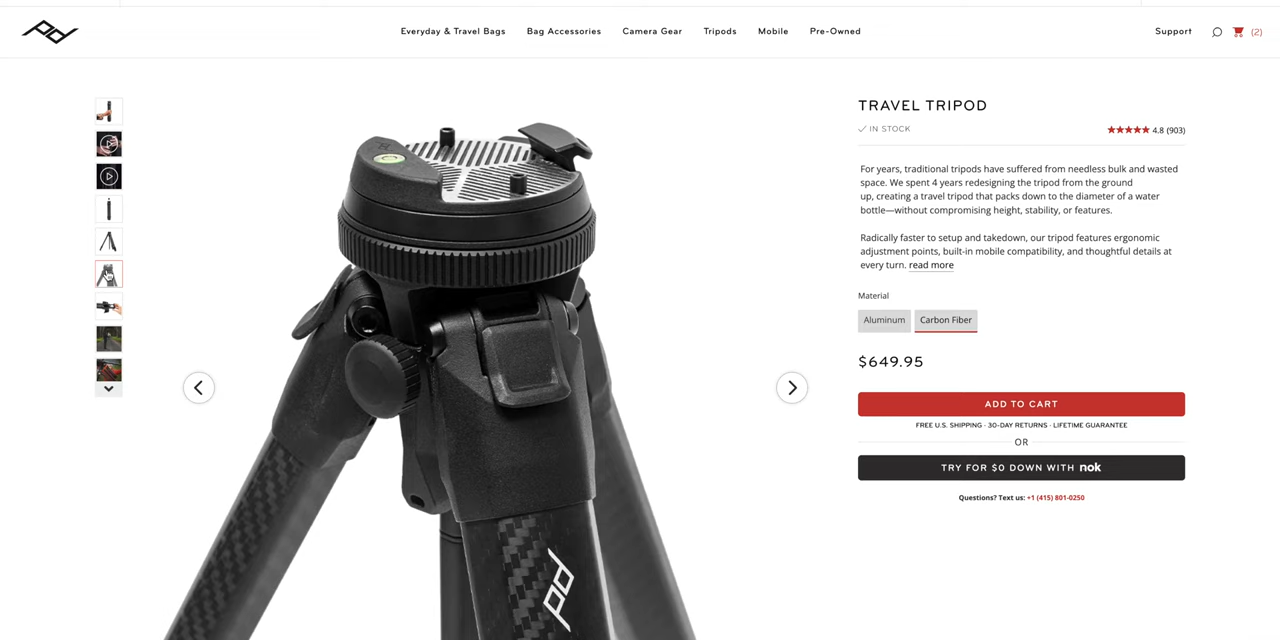 Everyday & Travel Bags
Bag Accessories
Camera Gear
Tripods
Mobile
Pre-Owned
Support
(2)
TRAVEL TRIPOD
IN STOCK
4.8 (903)
For years, traditional tripods have suffered from needless bulk and wasted
space. We spent 4 years redesigning the tripod from the ground
up, creating a travel tripod that packs down to the diameter of a water
bottle—without compromising height, stability, or features.
Radically faster to setup and takedown, our tripod features ergonomic
adjustment points, built-in mobile compatibility, and thoughtful details at
every turn. read more
Material
Aluminum
Carbon Fiber
$649.95
ADD TO CART
FREE U.S. SHIPPING · 30-DAY RETURNS · LIFETIME GUARANTEE
OR
TRY FOR $0 DOWN WITH nok
Questions? Text us: +1 (415) 801-0250
pd